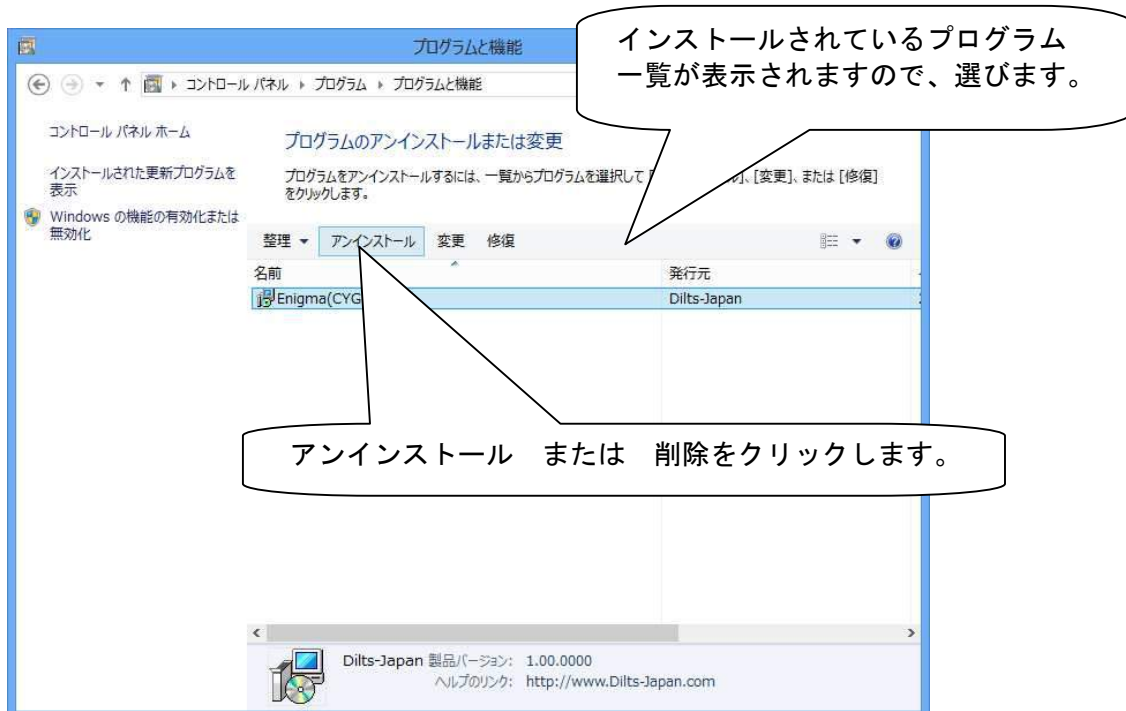 プログラムと機能
インストールされているプログラム
一覧が表示されますので、選びます。
コントロール パネル ▸ プログラム ▸ プログラムと機能
コントロール パネル ホーム
インストールされた更新プログラムを
表示
Windows の機能の有効化または
無効化
プログラムのアンインストールまたは変更
プログラムをアンインストールするには、一覧からプログラムを選択して [
]、[変更]、または [修復]
をクリックします。
整理 アンインストール 変更 修復
名前 発行元
Enigma(CYG Dilts-Japan
アンインストール または 削除をクリックします。
Dilts-Japan 製品バージョン: 1.00.0000
ヘルプのリンク: http://www.Dilts-Japan.com